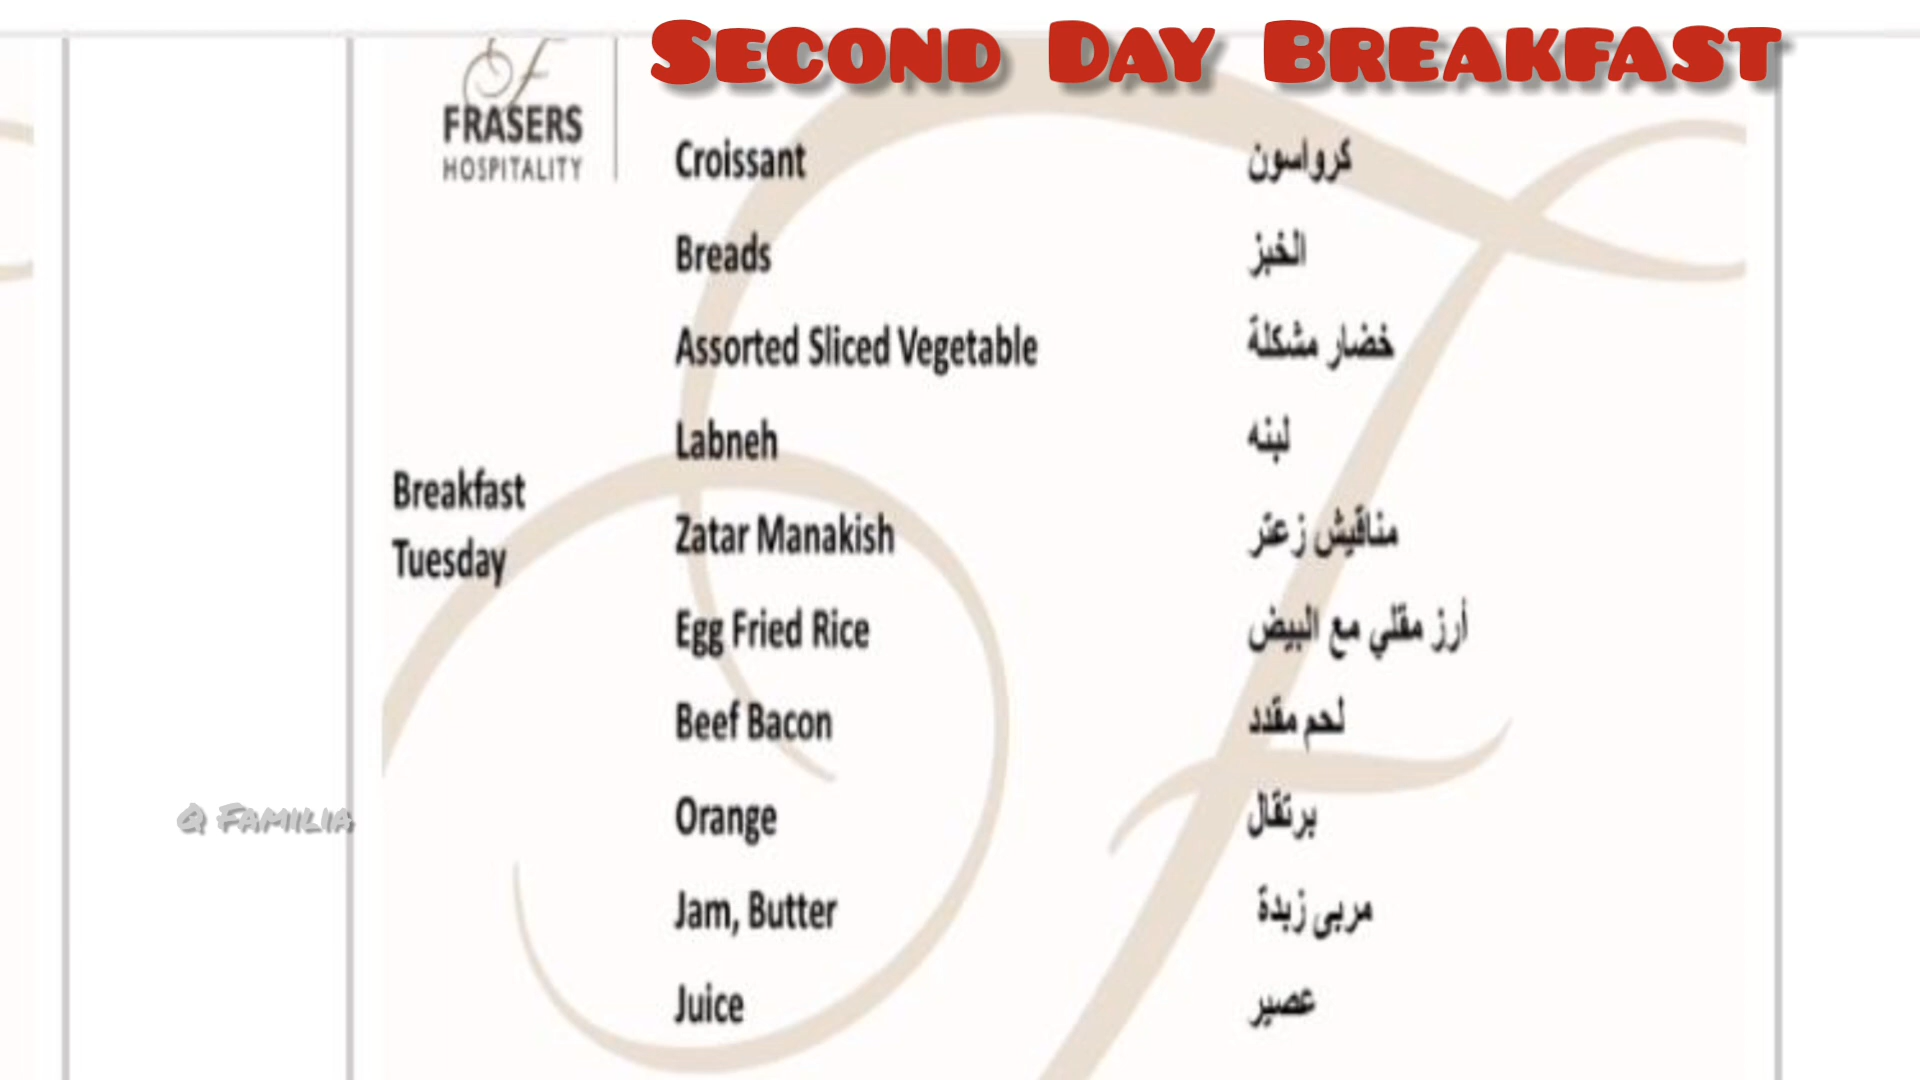 Second Day Breakfast
FRASERS
HOSPITALITY
Croissant كرواسون
Breads الخبز
Assorted Sliced Vegetable خضار مشكلة
Labneh لبنه
Breakfast
Tuesday
Zatar Manakish مناقيش زعتر
Egg Fried Rice أرز مقلي مع البيض
Beef Bacon لحم مقدد
Orange برتقال
Jam, Butter مربى زبدة
Juice عصير
Q Familia